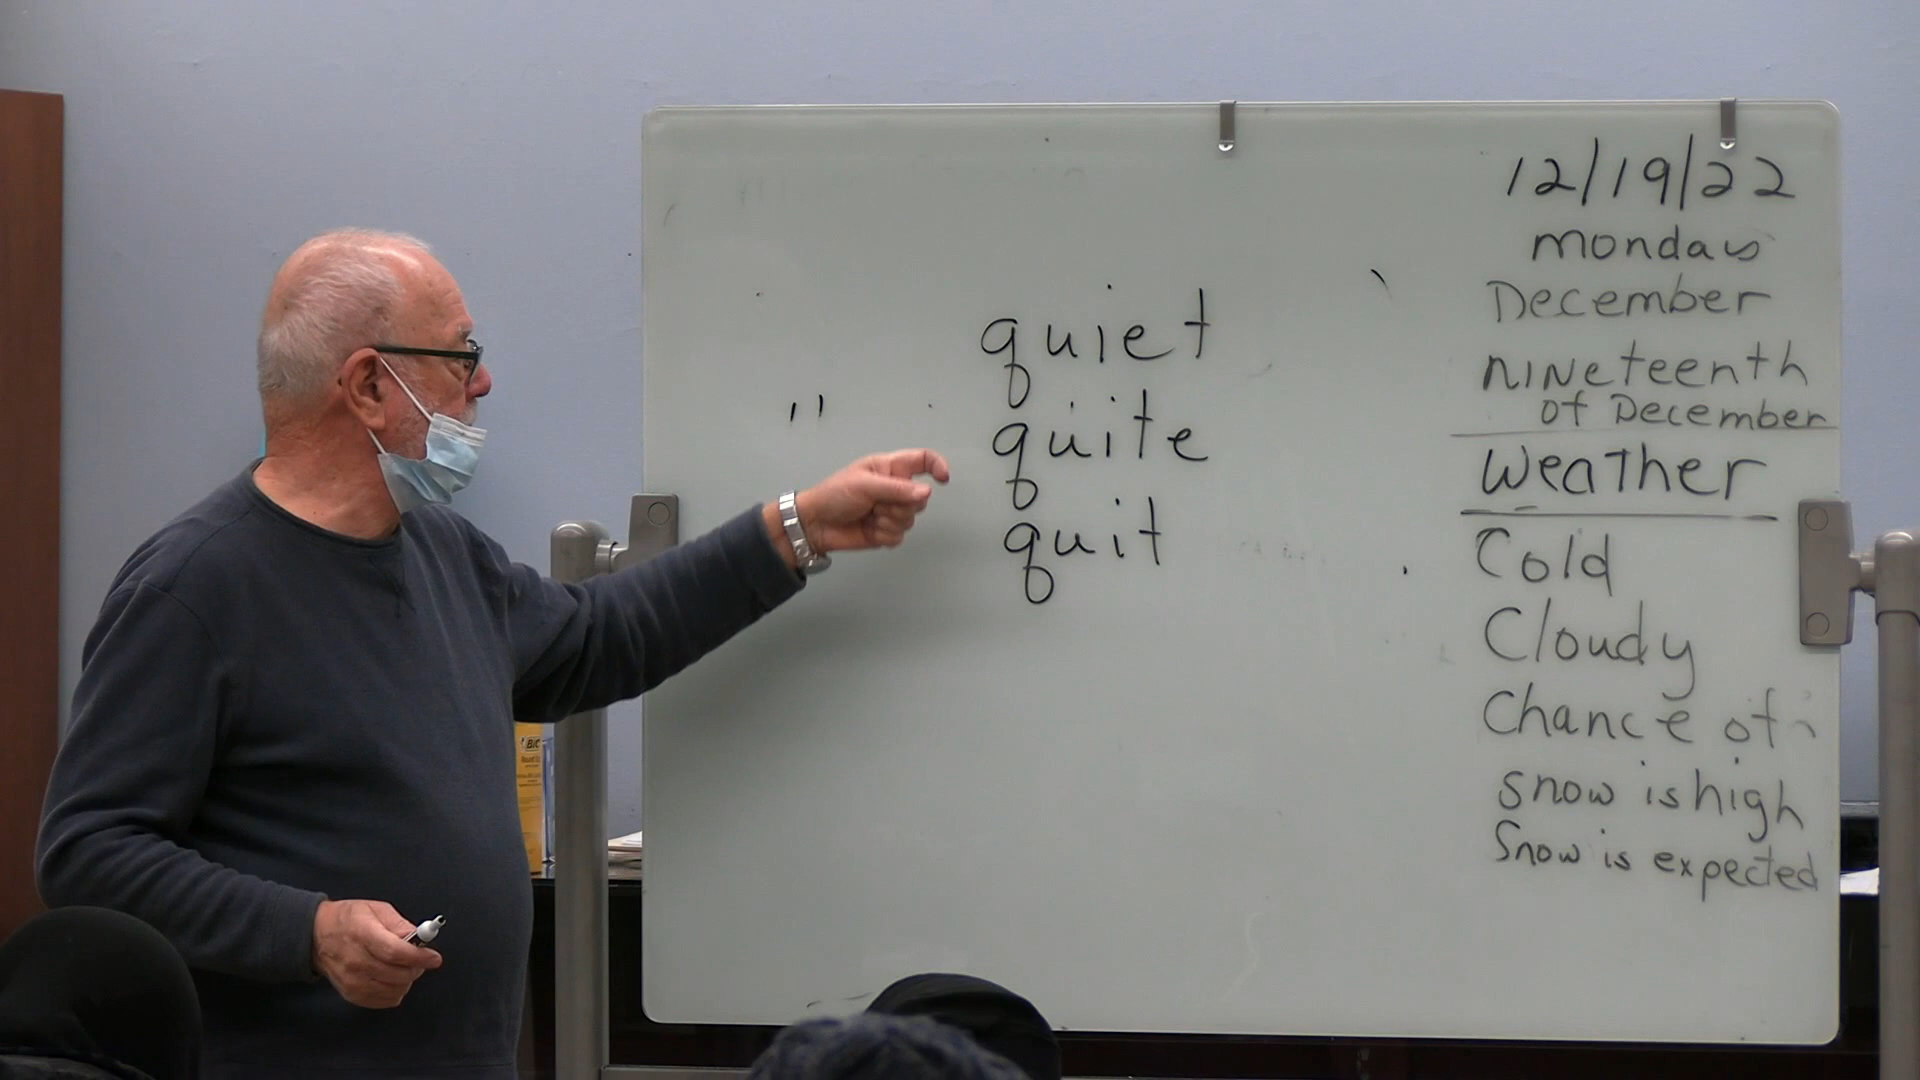 quiet
quite
quit
12/19/22
monday
December
nineteenth
of December
Weather
Cold
Cloudy
Chance of
snow is high
Snow is expected
BIC